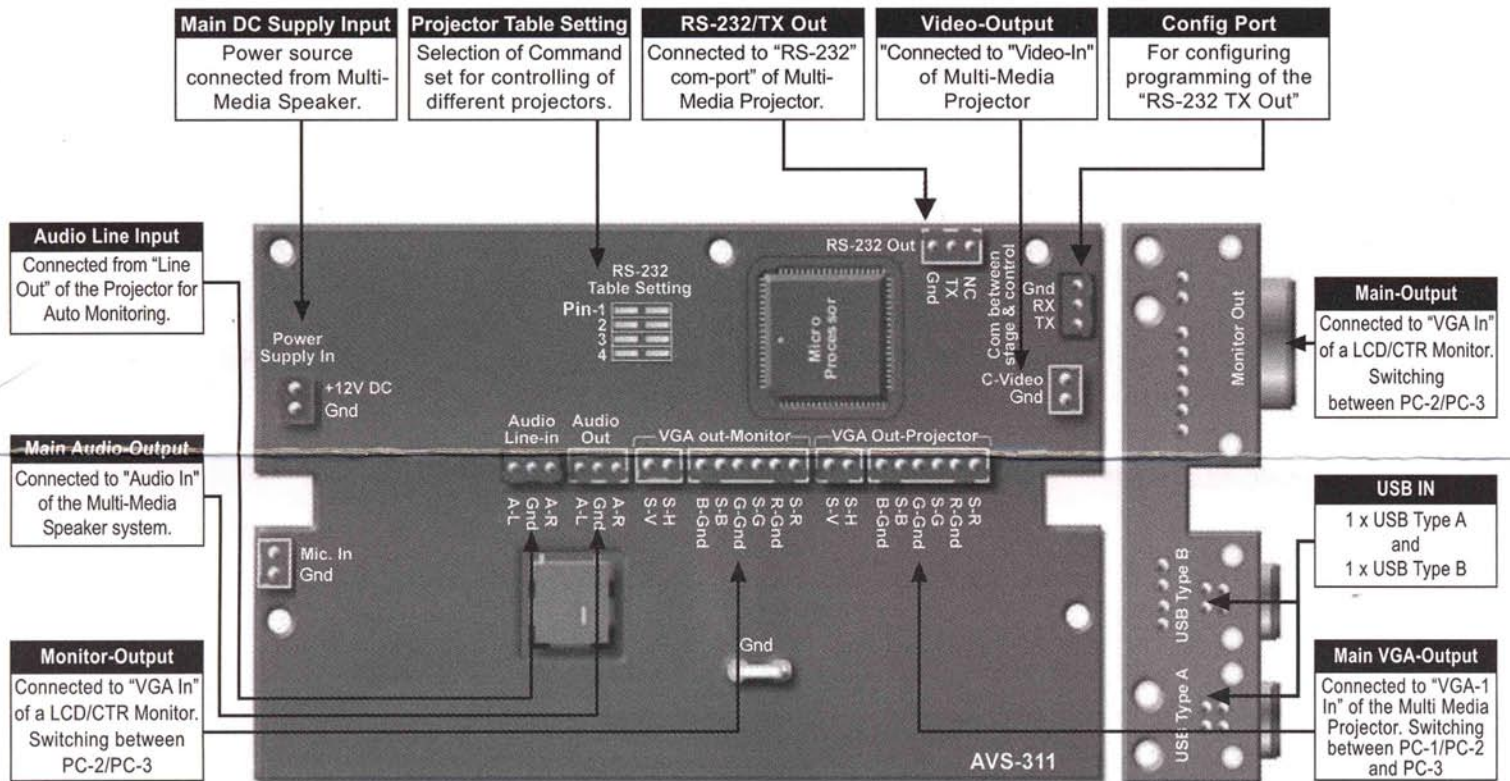 Main DC Supply Input
Power source
connected from Multi-
Media Speaker.
Projector Table Setting
Selection of Command
set for controlling of
different projectors.
RS-232/TX Out
Connected to “RS-232”
com-port” of Multi-
Media Projector.
Video-Output
"Connected to "Video-In"
of Multi-Media
Projector
Config Port
For configuring
programming of the
“RS-232 TX Out”
Audio Line Input
Connected from “Line
Out” of the Projector for
Auto Monitoring.
Main Audio-Output
Connected to "Audio In"
of the Multi-Media
Speaker system.
Monitor-Output
Connected to “VGA In”
of a LCD/CTR Monitor.
Switching between
PC-2/PC-3
Power
Supply In
+12V DC
Gnd
RS-232
Table Setting
Pin-1
2
3
4
Micro
Procesor
RS-232 Out
Gnd
TX
NC
Com between
stage & control
Gnd
RX
TX
C-Video
Gnd
Audio
Line-in
Audio
Out
VGA out-Monitor
VGA Out-Projector
A-L
Gnd
A-R
A-L
Gnd
A-R
S-V
S-H
B-Gnd
S-B
G-Gnd
S-G
R-Gnd
S-R
S-V
S-H
B-Gnd
S-B
G-Gnd
S-G
R-Gnd
S-R
Mic. In
Gnd
Gnd
AVS-311
Monitor Out
USB Type B
USB Type A
Main-Output
Connected to “VGA In”
of a LCD/CTR Monitor.
Switching
between PC-2/PC-3
USB IN
1 x USB Type A
and
1 x USB Type B
Main VGA-Output
Connected to “VGA-1
In” of the Multi Media
Projector. Switching
between PC-1/PC-2
and PC-3